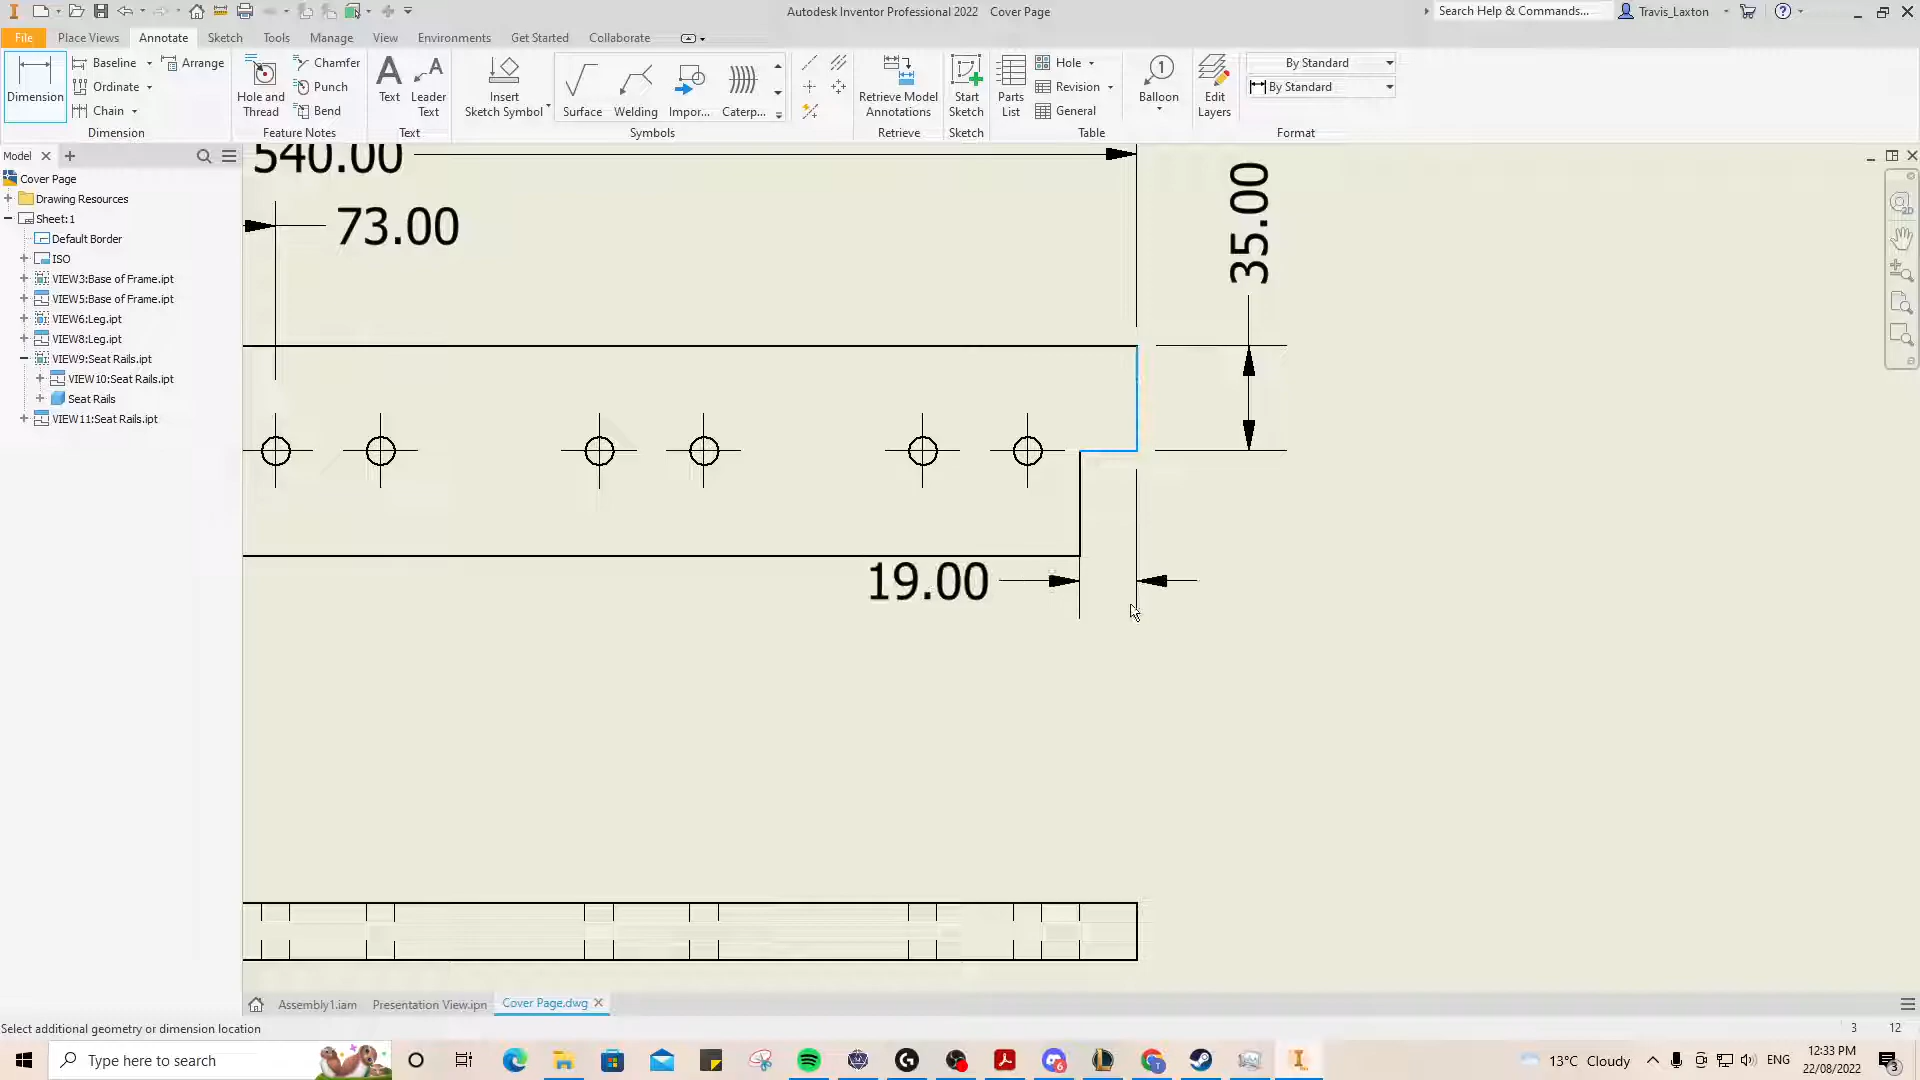 Autodesk Inventor Professional 2022 Cover Page
Search Help & Commands...
Travis_Laxton
File Place Views Annotate Sketch Tools Manage View Environments Get Started Collaborate
Dimension
Baseline
Ordinate
Chain
Arrange
Dimension
Hole and Thread
Chamfer
Punch
Bend
Feature Notes
Text
Leader Text
Text
Insert Sketch Symbol
Surface
Welding
Impor...
Caterp...
Symbols
Retrieve Model Annotations
Retrieve
Start Sketch
Sketch
Parts List
Hole
Revision
General
Table
Balloon
1
Edit Layers
By Standard
By Standard
Format
Model
Cover Page
Drawing Resources
Sheet:1
Default Border
ISO
VIEW3:Base of Frame.ipt
VIEW5:Base of Frame.ipt
VIEW6:Leg.ipt
VIEW8:Leg.ipt
VIEW9:Seat Rails.ipt
VIEW10:Seat Rails.ipt
Seat Rails
VIEW11:Seat Rails.ipt
540.00
73.00
35.00
19.00
Assembly1.iam Presentation View.ipn Cover Page.dwg
Select additional geometry or dimension location
3 12
Type here to search
13°C Cloudy
ENG
12:33 PM
22/08/2022